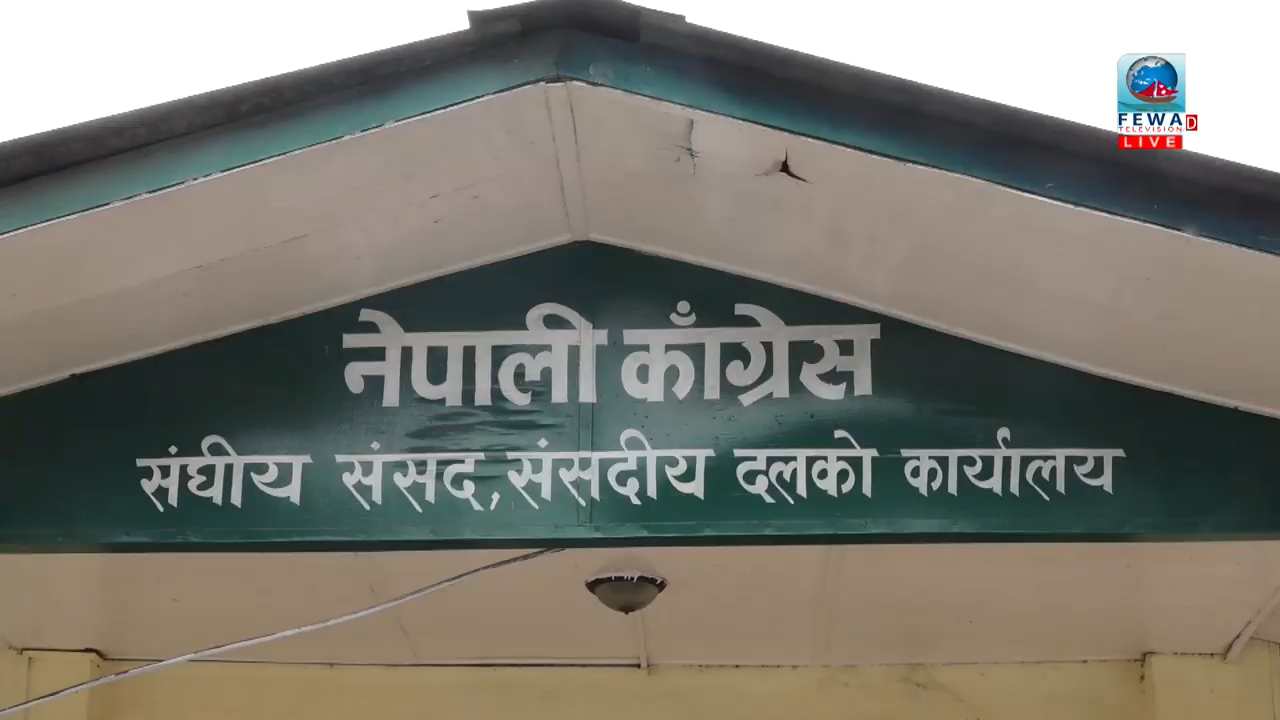 नेपाली काँग्रेस
संघीय संसद,संसदीय दलको कार्यालय
FEWA
TELEVISION
D
LIVE